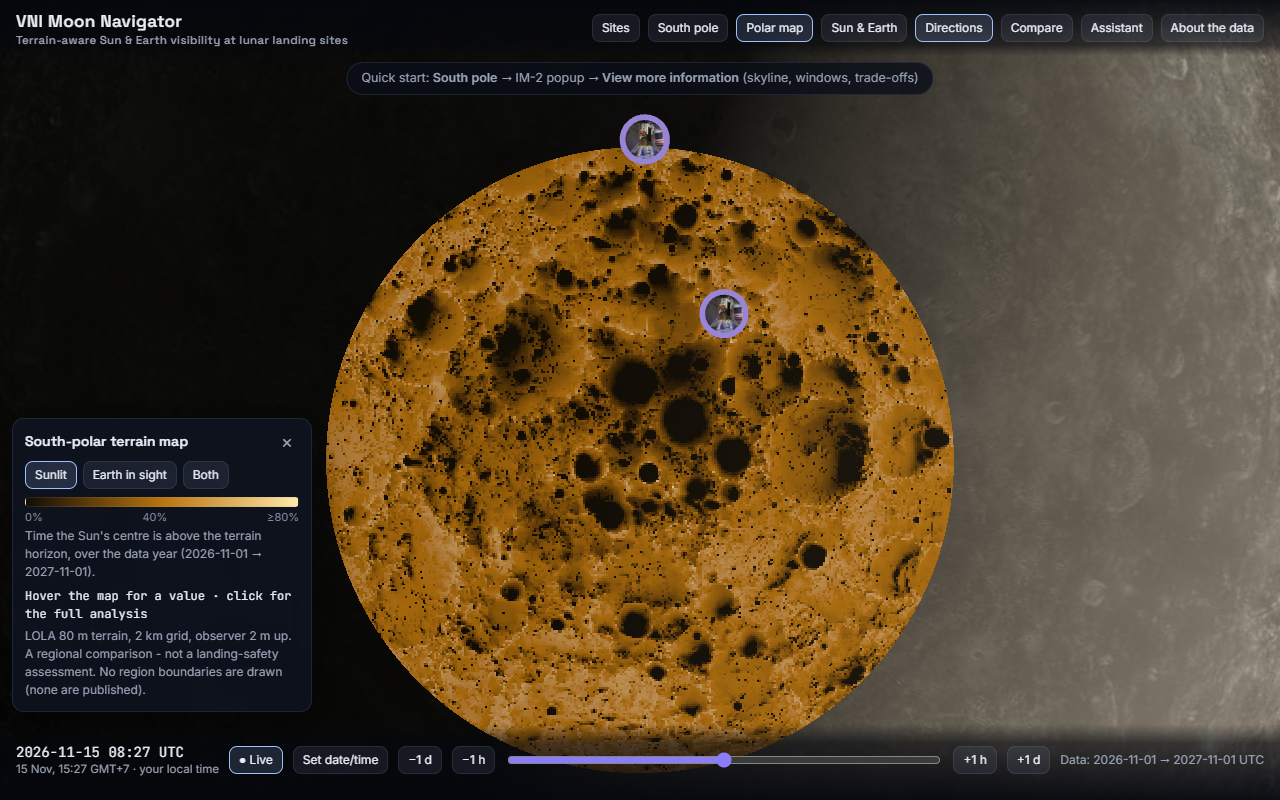 VNI Moon Navigator
Terrain-aware Sun & Earth visibility at lunar landing sites
Sites
South pole
Polar map
Sun & Earth
Directions
Compare
Assistant
About the data
Quick start: South pole → IM-2 popup → View more information (skyline, windows, trade-offs)
South-polar terrain map
×
Sunlit
Earth in sight
Both
0%
40%
≥80%
Time the Sun's centre is above the terrain
horizon, over the data year (2026-11-01 →
2027-11-01).
Hover the map for a value · click for
the full analysis
LOLA 80 m terrain, 2 km grid, observer 2 m up.
A regional comparison - not a landing-safety
assessment. No region boundaries are drawn
(none are published).
2026-11-15 08:27 UTC
15 Nov, 15:27 GMT+7 · your local time
● Live
Set date/time
−1 d
−1 h
+1 h
+1 d
Data: 2026-11-01 → 2027-11-01 UTC